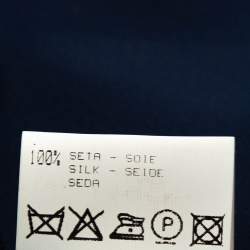 100% SETA - SOIE
SILK - SEIDE
SEDA
P